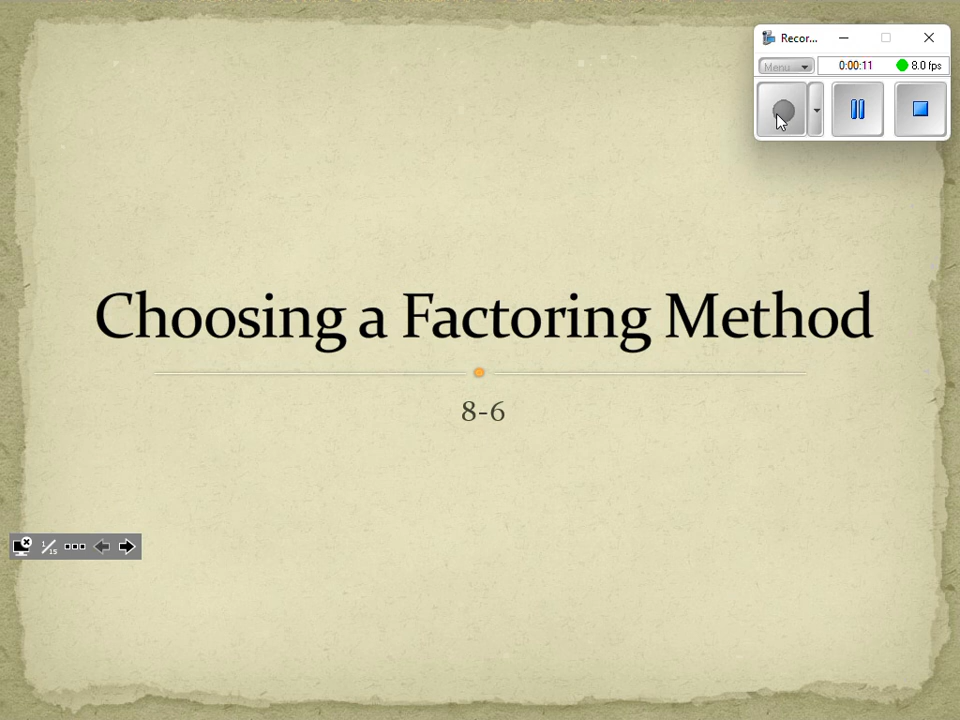 Recor...
Menu
0:00:11
8.0 fps
Choosing a Factoring Method
8-6
1/15